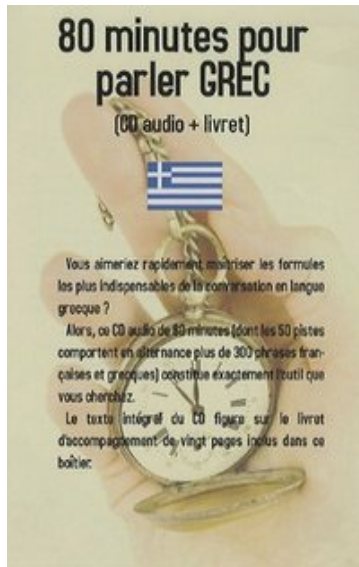 80 minutes pour
parler GREC
(CD audio + livret)
Vous aimeriez rapidement maîtriser les formules
les plus indispensables de la conversation en langue
grecque ?
Alors, ce CD audio de 80 minutes (dont les 50 pistes
comportent en alternance plus de 300 phrases fran-
çaises et grecques) constitue exactement l'outil que
vous cherchez.
Le texte intégral du CD figure sur le livret
d'accompagnement de vingt pages inclus dans ce
boîtier.